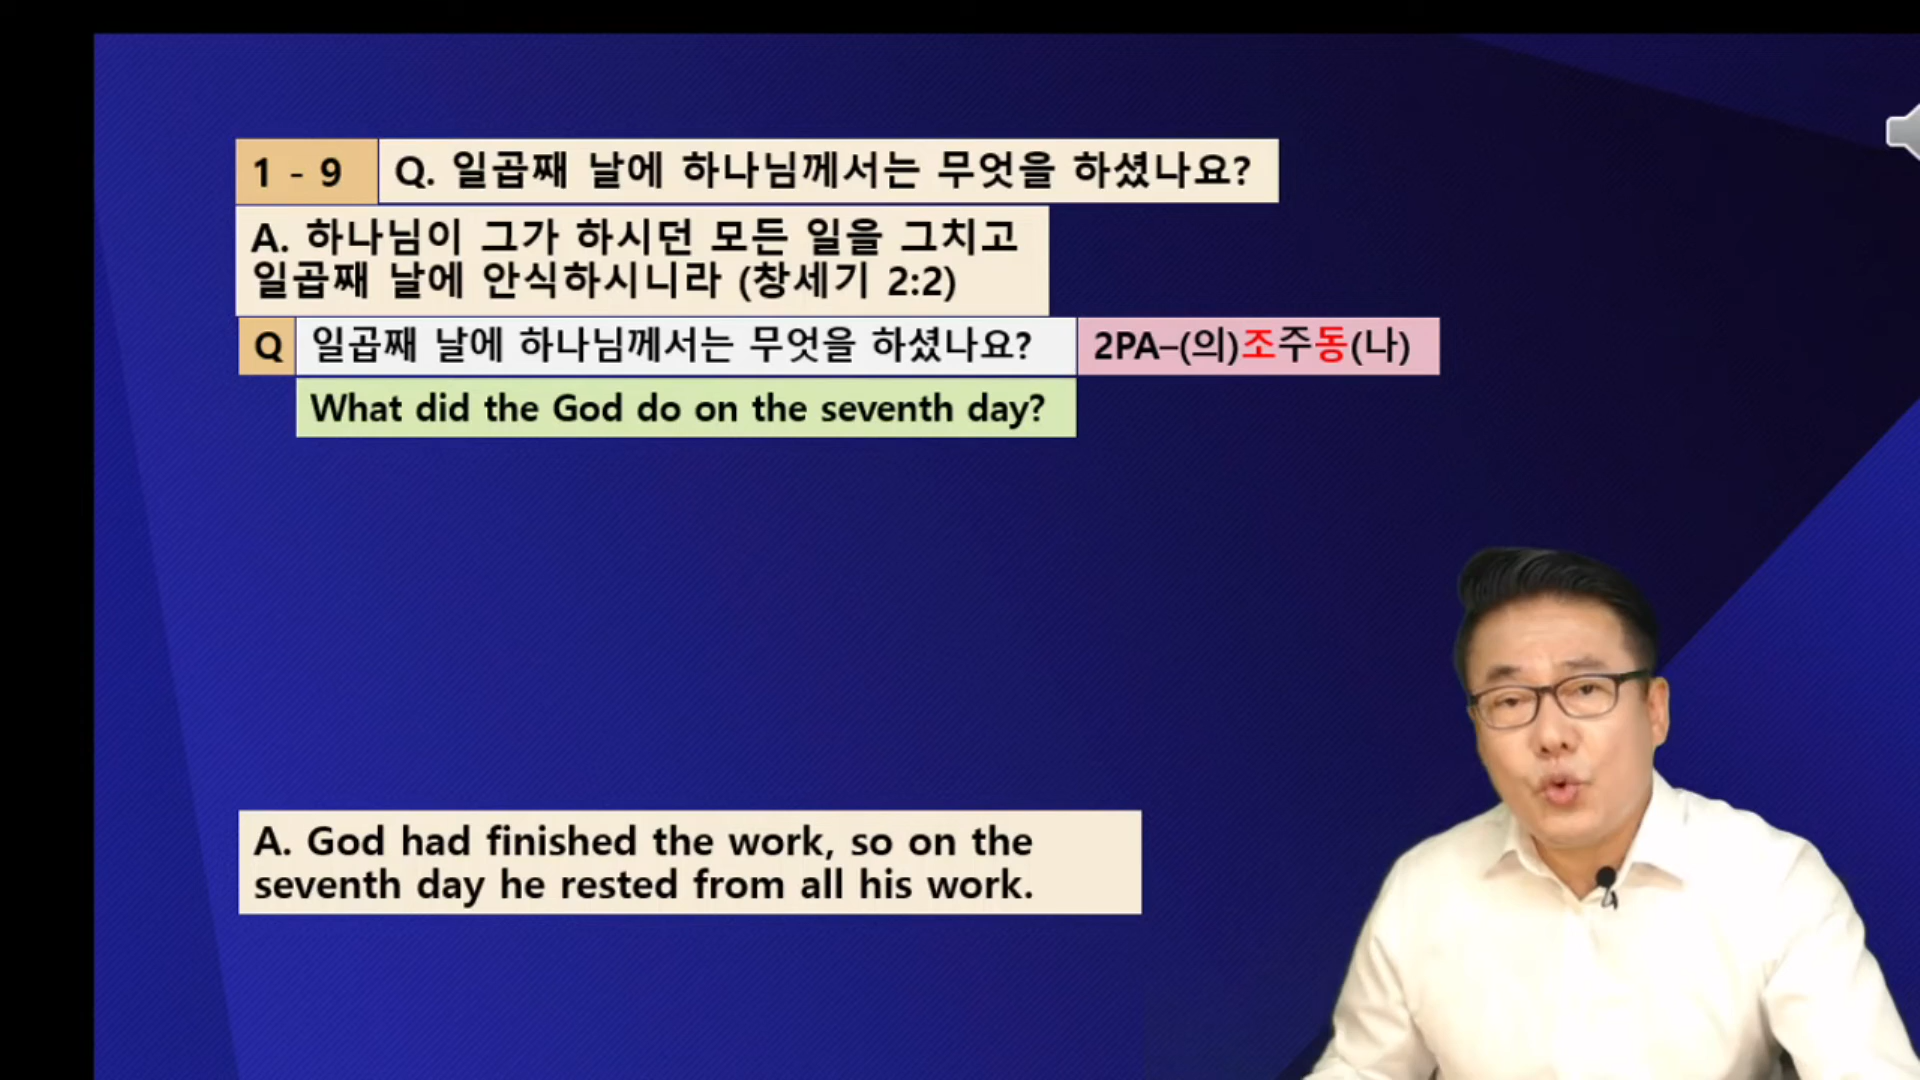 1 - 9 Q. 일곱째 날에 하나님께서는 무엇을 하셨나요?
A. 하나님이 그가 하시던 모든 일을 그치고
일곱째 날에 안식하시니라 (창세기 2:2)
Q 일곱째 날에 하나님께서는 무엇을 하셨나요? 2PA–(의)조주동(나)
What did the God do on the seventh day?
A. God had finished the work, so on the
seventh day he rested from all his work.